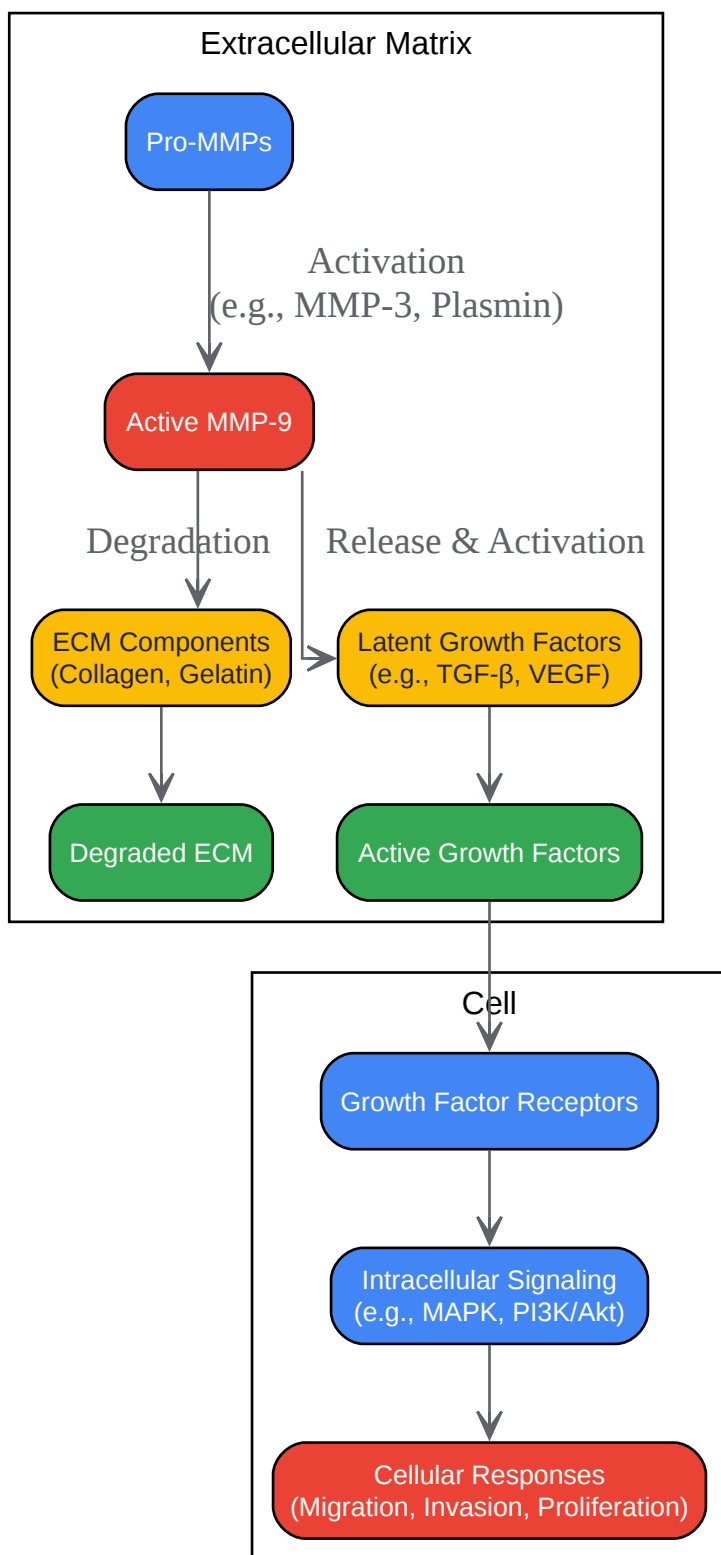 Extracellular Matrix
Pro-MMPs
Activation
(e.g., MMP-3, Plasmin)
Active MMP-9
Degradation
Release & Activation
ECM Components
(Collagen, Gelatin)
Latent Growth Factors
(e.g., TGF-β, VEGF)
Degraded ECM
Active Growth Factors
Cell
Growth Factor Receptors
Intracellular Signaling
(e.g., MAPK, PI3K/Akt)
Cellular Responses
(Migration, Invasion, Proliferation)